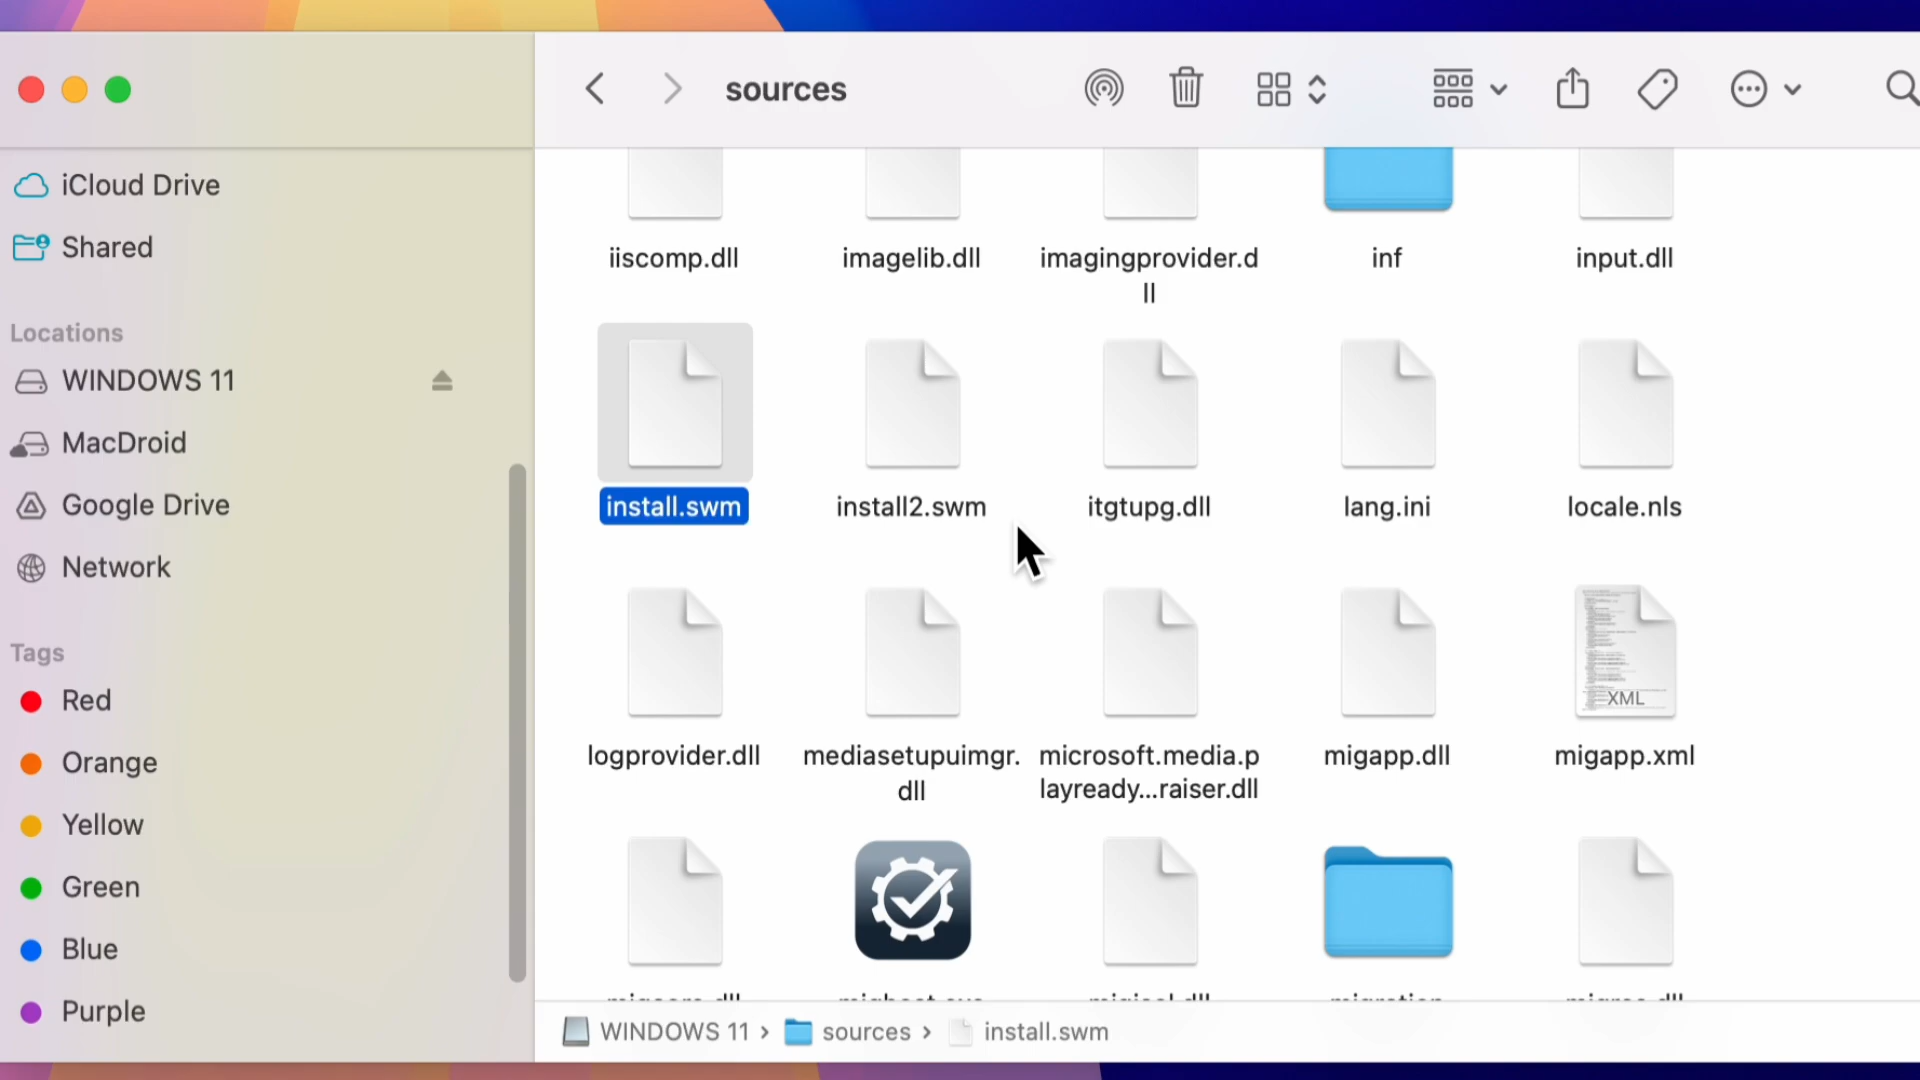 sources
iCloud Drive
Shared
Locations
WINDOWS 11
MacDroid
Google Drive
Network
Tags
Red
Orange
Yellow
Green
Blue
Purple
iiscomp.dll
imagelib.dll
imagingprovider.d
ll
inf
input.dll
install.swm
install2.swm
itgtupg.dll
lang.ini
locale.nls
logprovider.dll
mediasetupuimgr.
dll
microsoft.media.p
layready...raiser.dll
migapp.dll
XML
migapp.xml
WINDOWS 11 › sources › install.swm